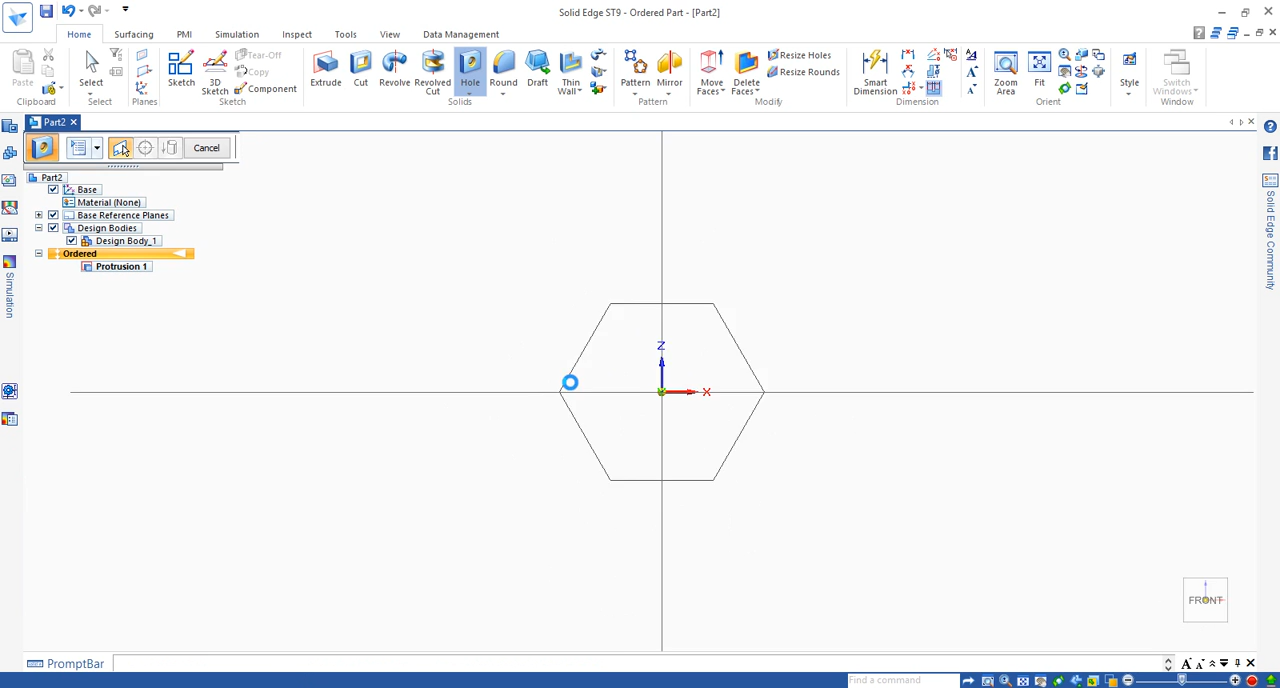 Solid Edge ST9 - Ordered Part - [Part2]
Home Surfacing PMI Simulation Inspect Tools View Data Management
Paste
Clipboard
Select
Select
Planes
Sketch
3D Sketch
Tear-Off
Copy
Component
Sketch
Extrude
Cut
Revolve
Revolved Cut
Hole
Round
Draft
Thin Wall
Solids
Pattern
Mirror
Pattern
Move Faces
Delete Faces
Resize Holes
Resize Rounds
Modify
Smart Dimension
Dimension
Zoom Area
Fit
Orient
Style
Switch Windows
Window
Part2
Cancel
Part2
Base
Material (None)
Base Reference Planes
Design Bodies
Design Body_1
Ordered
Protrusion 1
Simulation
Solid Edge Community
Z
X
FRONT
PromptBar
Find a command